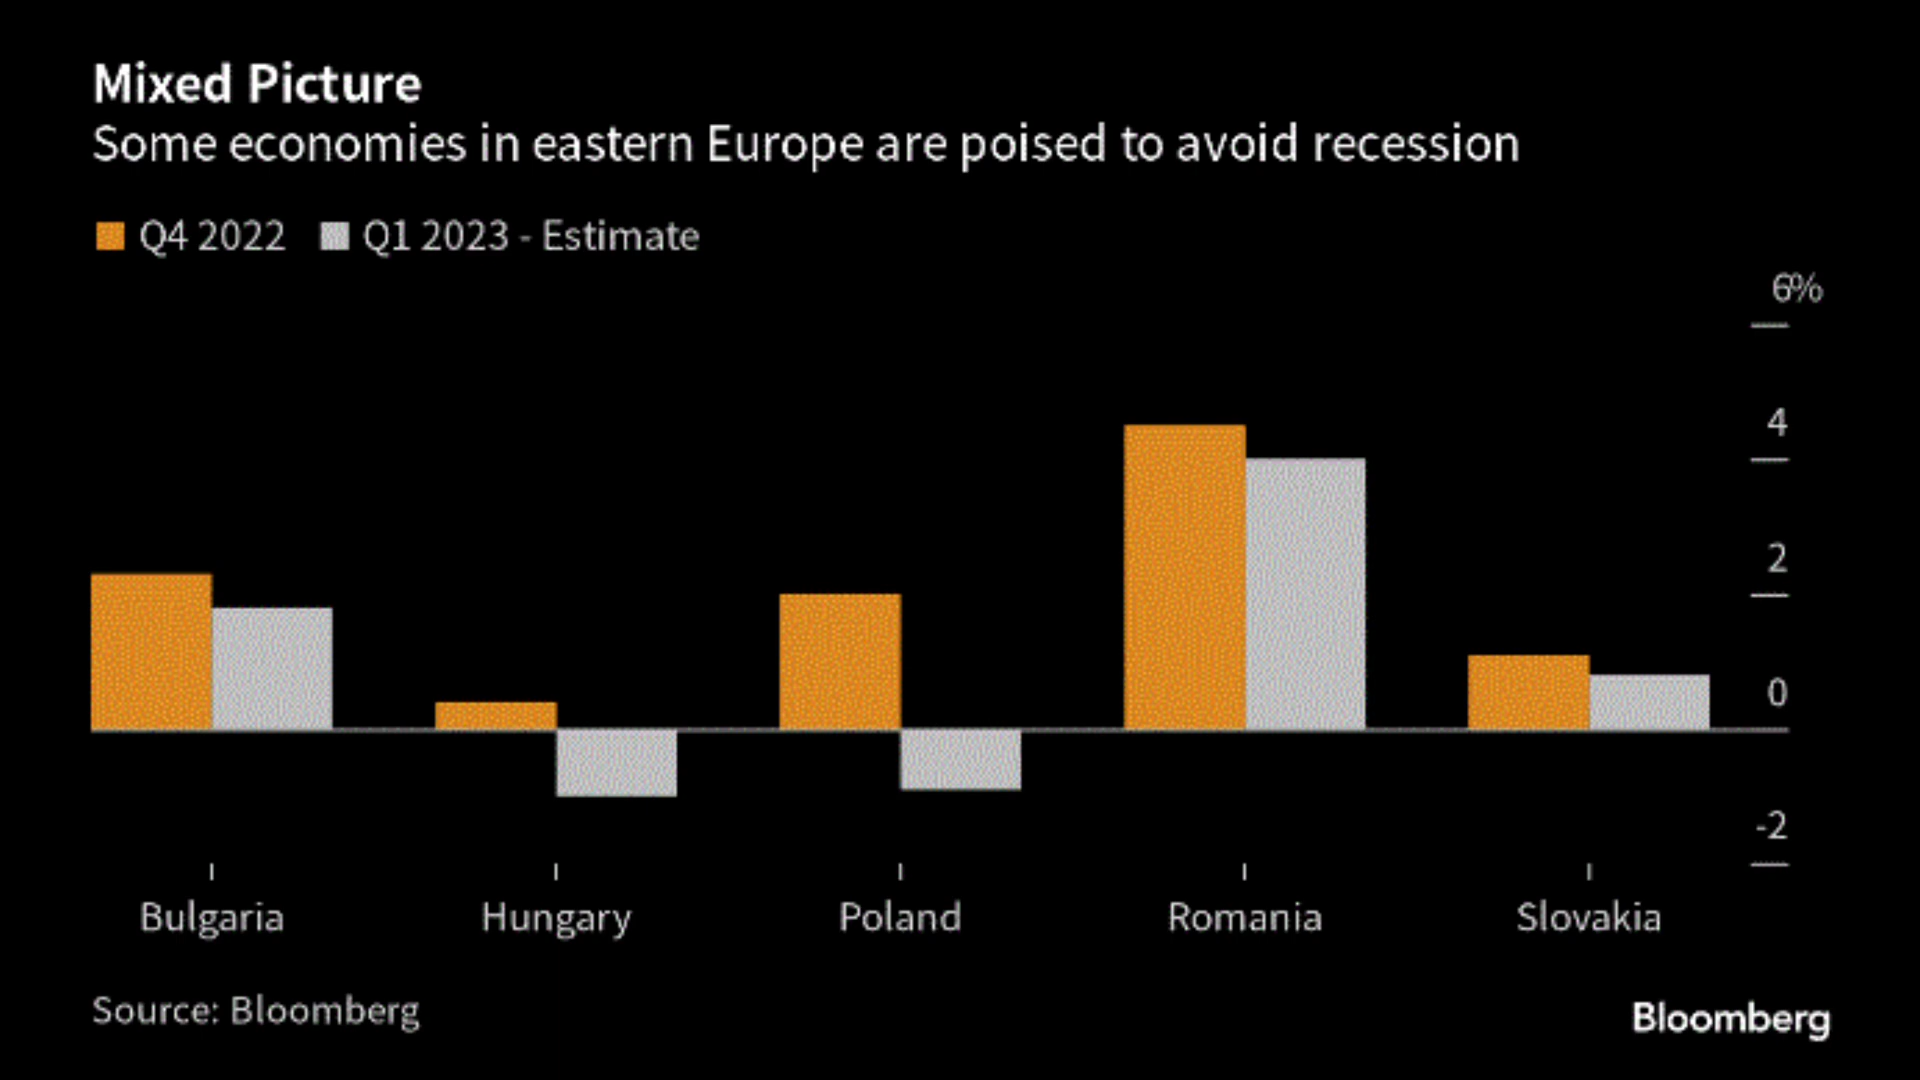 Mixed Picture
Some economies in eastern Europe are poised to avoid recession
Q4 2022 Q1 2023 - Estimate
6%
4
2
0
-2
Bulgaria Hungary Poland Romania Slovakia
Source: Bloomberg
Bloomberg